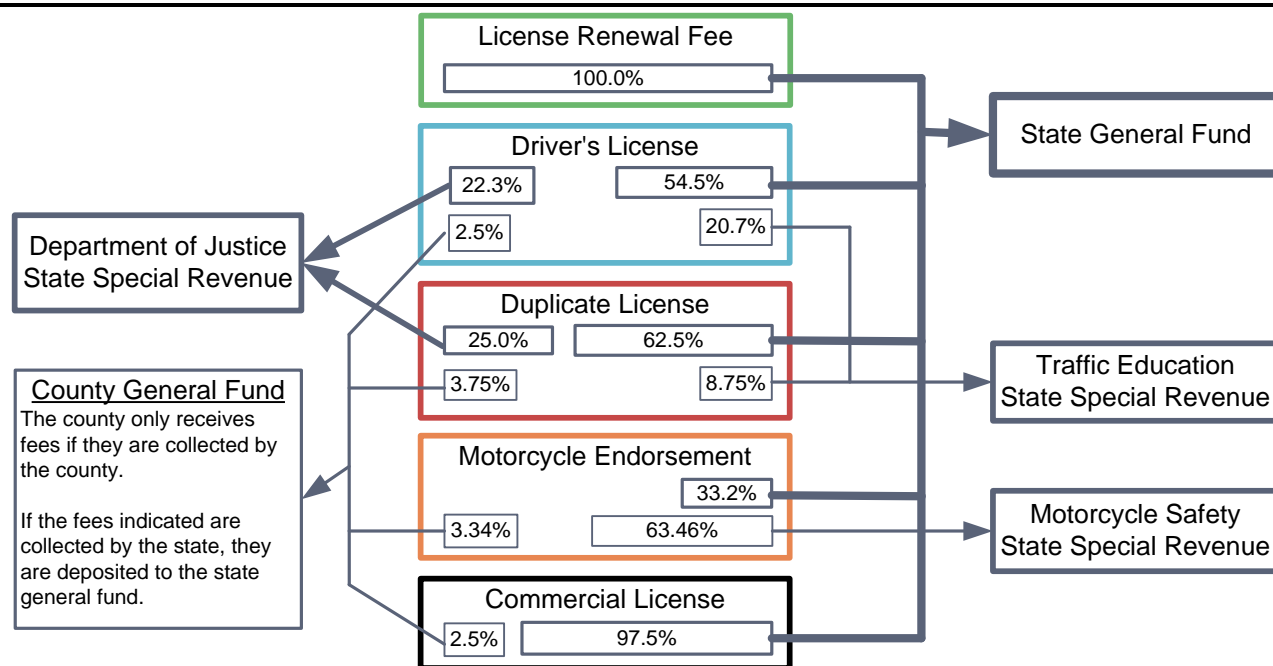 License Renewal Fee
100.0%
State General Fund
Driver's License
22.3%
54.5%
2.5%
20.7%
Department of Justice
State Special Revenue
Duplicate License
25.0%
62.5%
3.75%
8.75%
Traffic Education
State Special Revenue
County General Fund
The county only receives
fees if they are collected by
the county.
If the fees indicated are
collected by the state, they
are deposited to the state
general fund.
Motorcycle Endorsement
33.2%
3.34%
63.46%
Motorcycle Safety
State Special Revenue
Commercial License
2.5%
97.5%